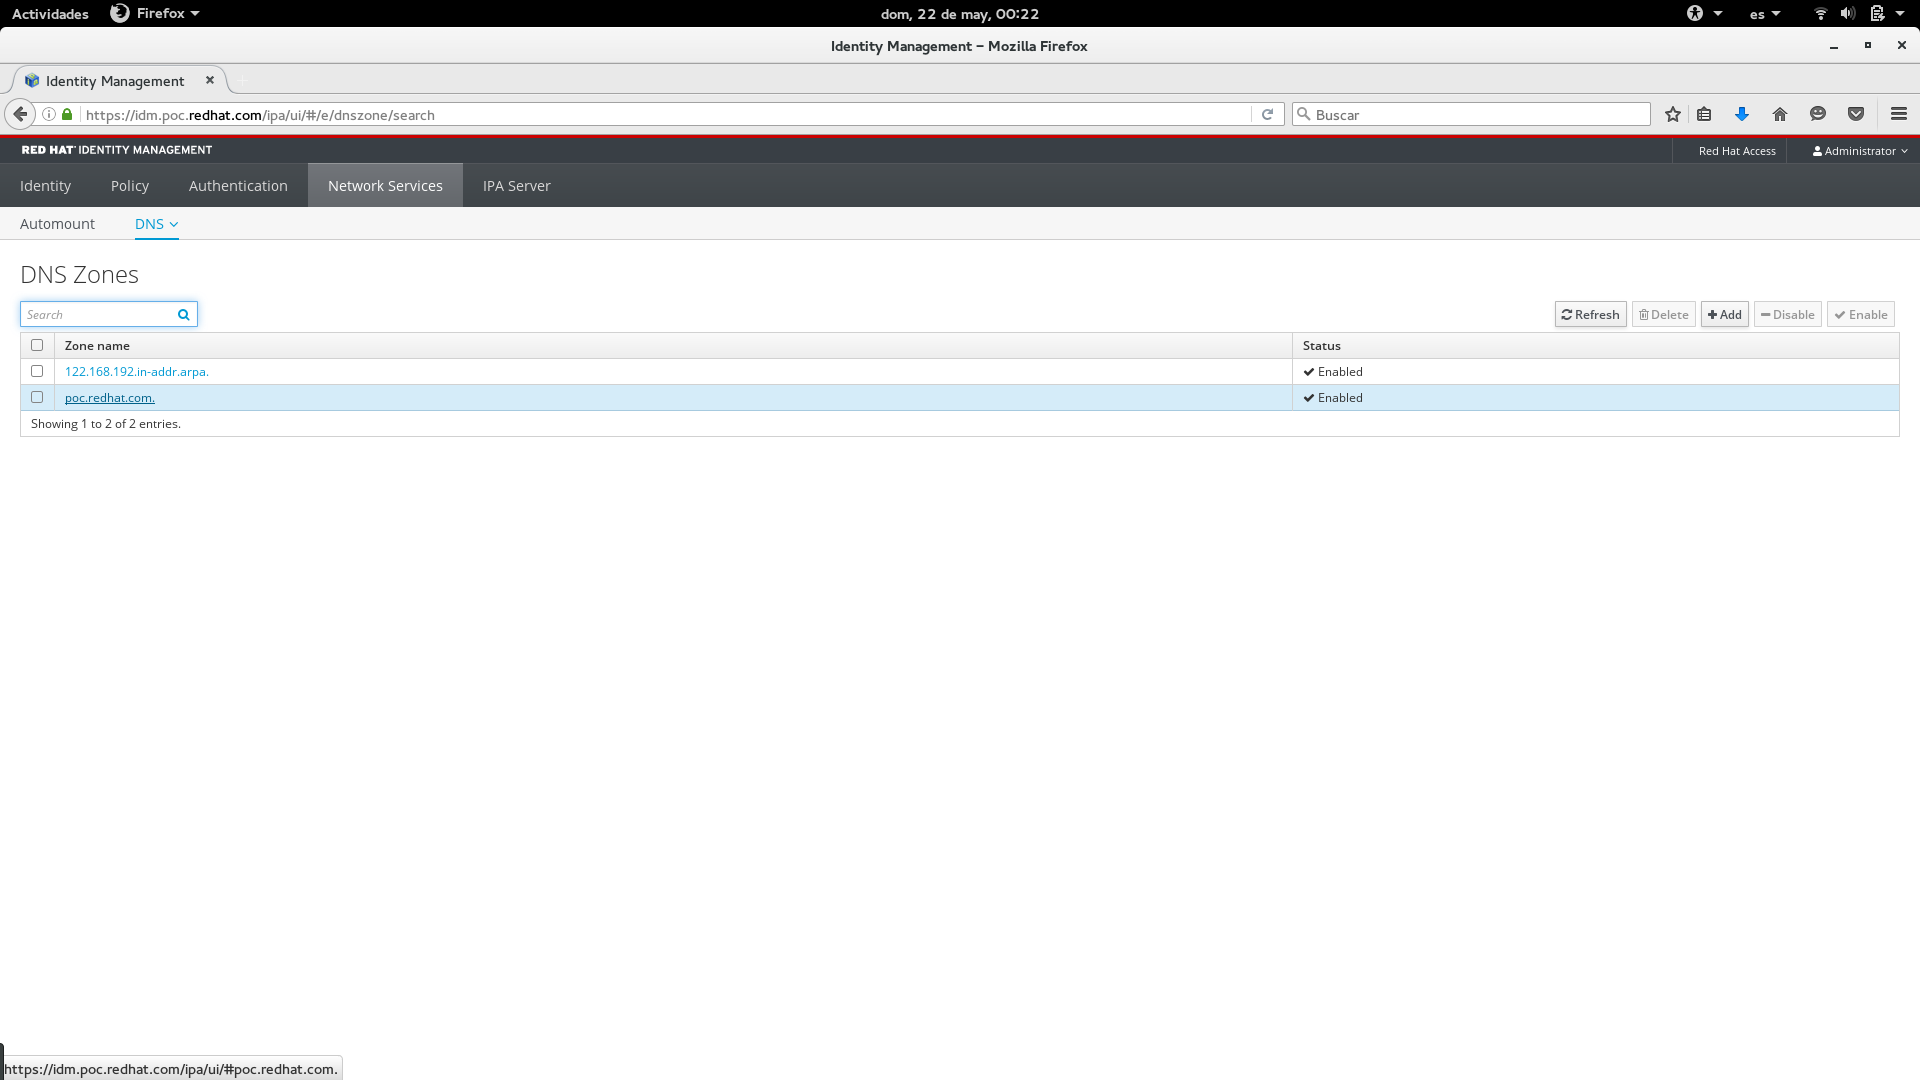 Actividades Firefox dom, 22 de may, 00:22 es
Identity Management – Mozilla Firefox
Identity Management
https://idm.poc.redhat.com/ipa/ui/#/e/dnszone/search Buscar
RED HAT IDENTITY MANAGEMENT Red Hat Access Administrator
Identity Policy Authentication Network Services IPA Server
Automount DNS
DNS Zones
Search Refresh Delete Add Disable Enable
Zone name Status
122.168.192.in-addr.arpa. Enabled
poc.redhat.com. Enabled
Showing 1 to 2 of 2 entries.
https://idm.poc.redhat.com/ipa/ui/#poc.redhat.com.